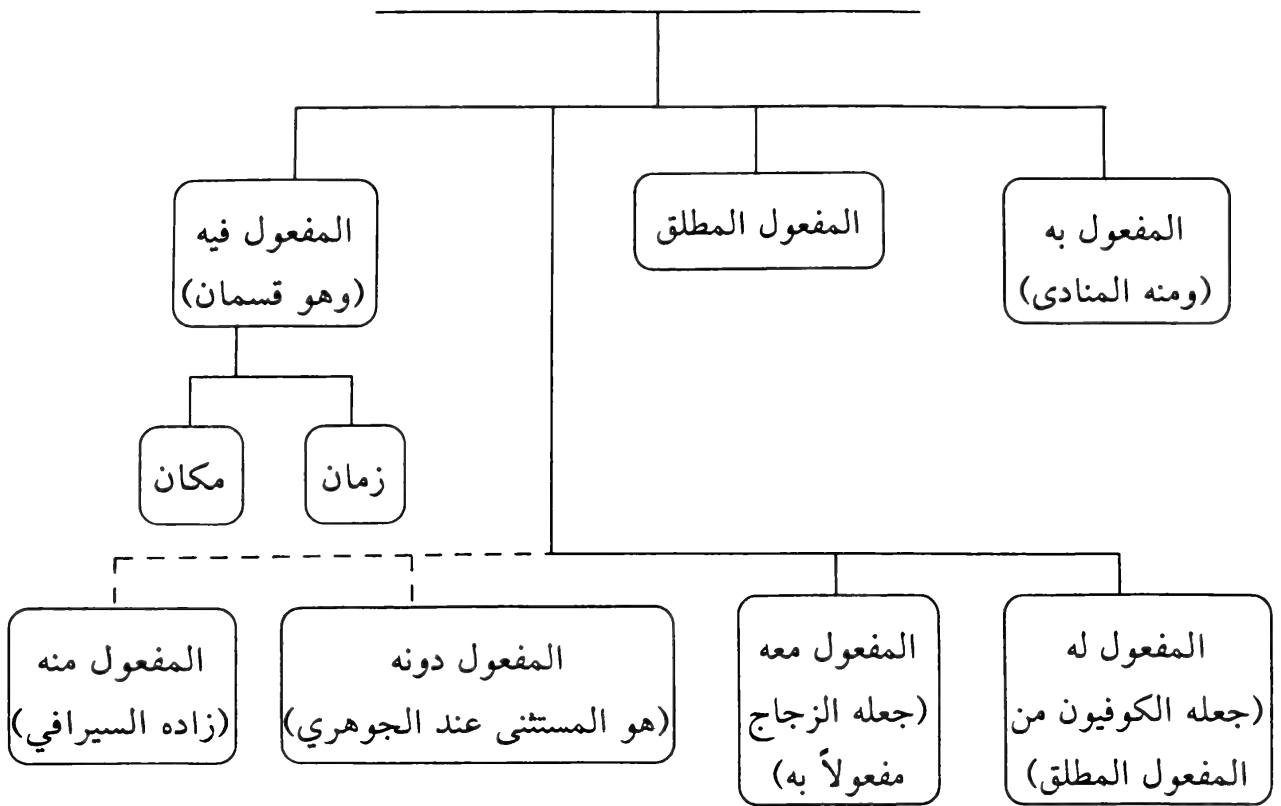 المفعول به
(ومنه المنادى)
المفعول المطلق
المفعول فيه
(وهو قسمان)
زمان
مكان
المفعول له
(جعله الكوفيون من
المفعول المطلق)
المفعول معه
(جعله الزجاج
مفعولاً به)
المفعول دونه
(هو المستثنى عند الجوهري)
المفعول منه
(زاده السيرافي)